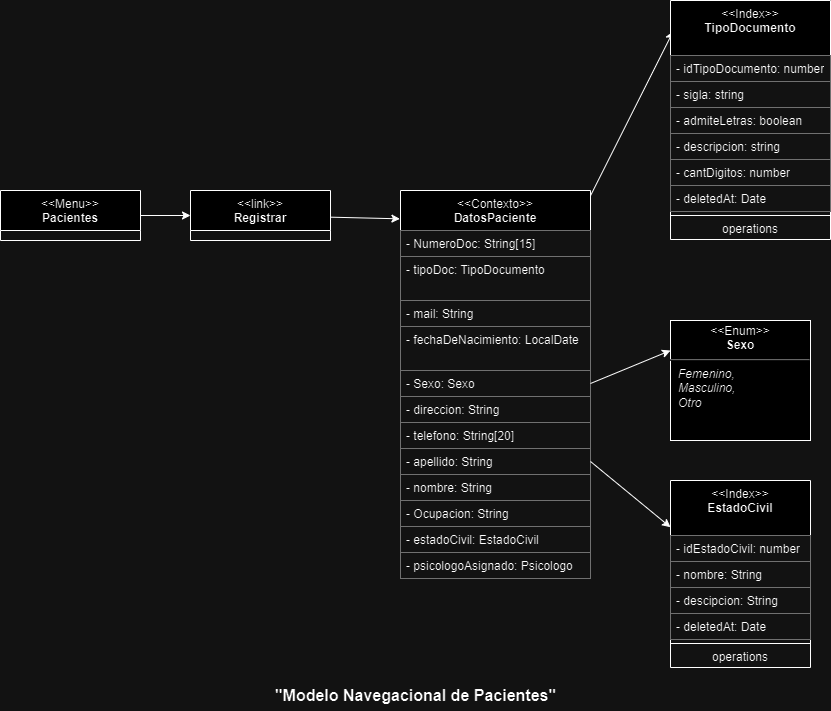 <<Menu>>
Pacientes
<<link>>
Registrar
<<Contexto>>
DatosPaciente
- NumeroDoc: String[15]
- tipoDoc: TipoDocumento
- mail: String
- fechaDeNacimiento: LocalDate
- Sexo: Sexo
- direccion: String
- telefono: String[20]
- apellido: String
- nombre: String
- Ocupacion: String
- estadoCivil: EstadoCivil
- psicologoAsignado: Psicologo
<<Index>>
TipoDocumento
- idTipoDocumento: number
- sigla: string
- admiteLetras: boolean
- descripcion: string
- cantDigitos: number
- deletedAt: Date
operations
<<Enum>>
Sexo
Femenino,
Masculino,
Otro
<<Index>>
EstadoCivil
- idEstadoCivil: number
- nombre: String
- descipcion: String
- deletedAt: Date
operations
"Modelo Navegacional de Pacientes"